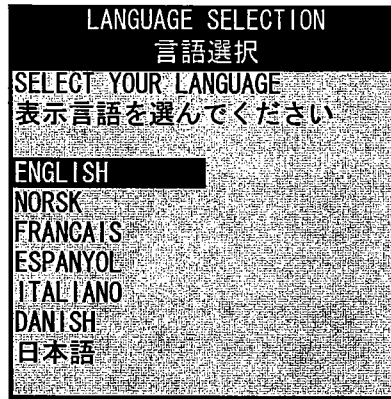 LANGUAGE SELECTION
言語選択
SELECT YOUR LANGUAGE
表示言語を選んでください
ENGLISH
NORSK
FRANCAIS
ESPANYOL
ITALIANO
DANISH
日本語